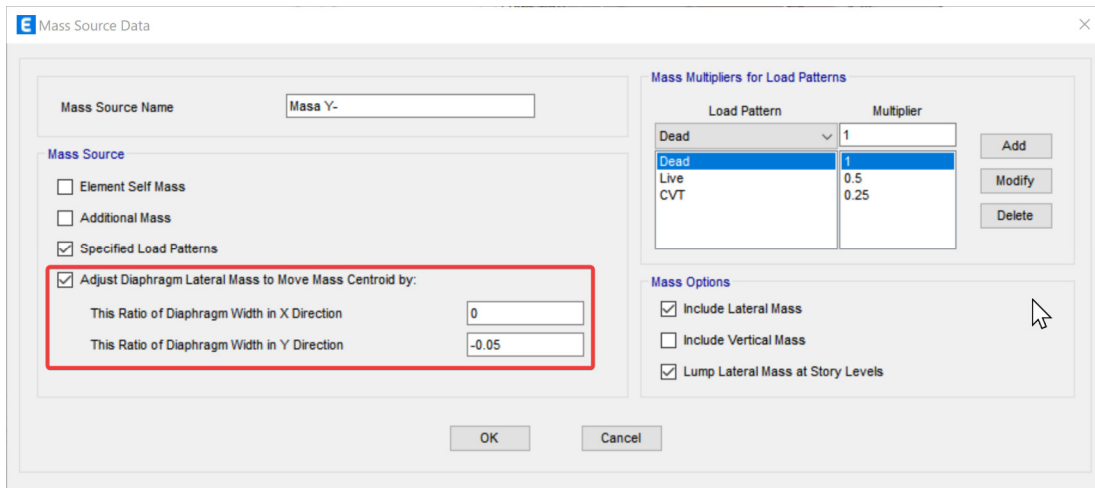 E Mass Source Data
Mass Source Name Masa Y-
Mass Source
Element Self Mass
Additional Mass
Specified Load Patterns
Adjust Diaphragm Lateral Mass to Move Mass Centroid by:
This Ratio of Diaphragm Width in X Direction 0
This Ratio of Diaphragm Width in Y Direction -0.05
Mass Multipliers for Load Patterns
Load Pattern Multiplier
Dead 1
Dead 1
Live 0.5
CVT 0.25
Add
Modify
Delete
Mass Options
Include Lateral Mass
Include Vertical Mass
Lump Lateral Mass at Story Levels
OK Cancel